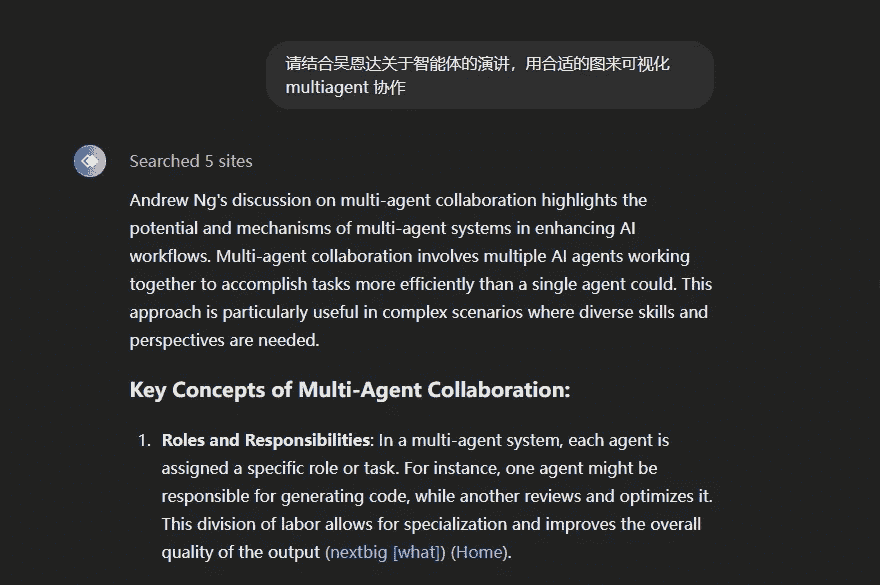 请结合吴恩达关于智能体的演讲，用合适的图来可视化
multiagent 协作
Searched 5 sites
Andrew Ng's discussion on multi-agent collaboration highlights the
potential and mechanisms of multi-agent systems in enhancing AI
workflows. Multi-agent collaboration involves multiple AI agents working
together to accomplish tasks more efficiently than a single agent could. This
approach is particularly useful in complex scenarios where diverse skills and
perspectives are needed.
Key Concepts of Multi-Agent Collaboration:
1. Roles and Responsibilities: In a multi-agent system, each agent is
assigned a specific role or task. For instance, one agent might be
responsible for generating code, while another reviews and optimizes it.
This division of labor allows for specialization and improves the overall
quality of the output (nextbig [what]) (Home).